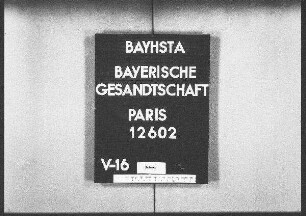 BAYHSTA
BAYERISCHE
GESANDTSCHAFT
PARIS
12602
V-16